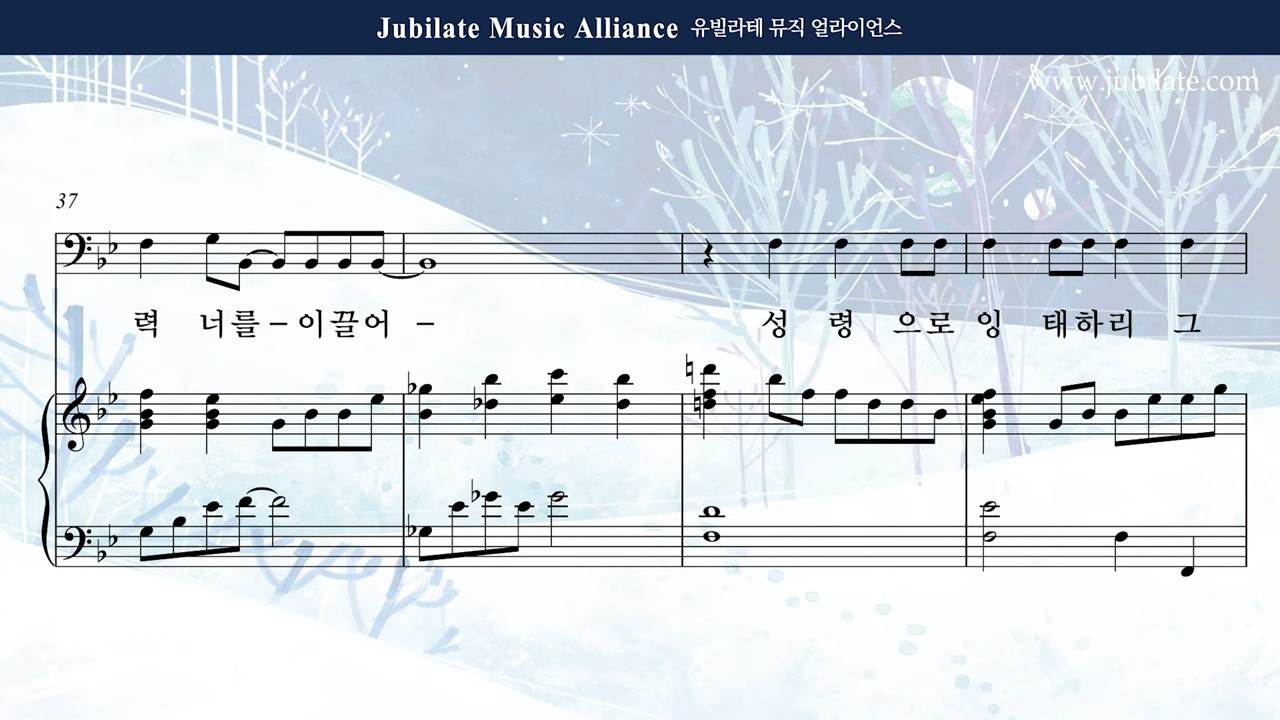 Jubilate Music Alliance 유빌라테 뮤직 얼라이언스
www.jubilate.com
37
력 너를 – 이끌어 – 성 령 으로 잉 태하리 그